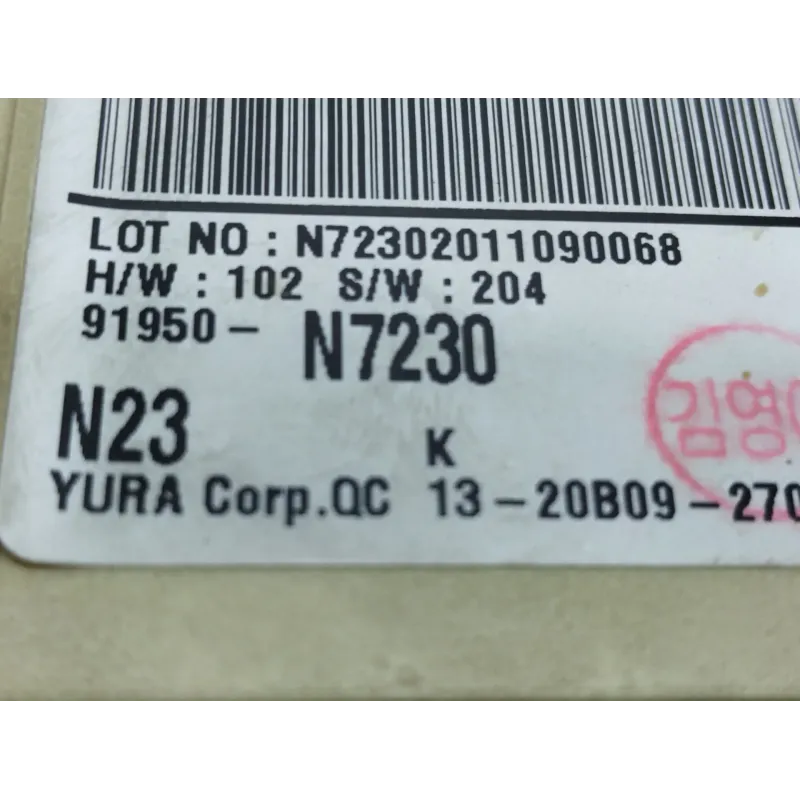 LOT NO : N72302011090068
H/W : 102 S/W : 204
91950- N7230
N23 K
YURA Corp.QC 13-20B09-270
김영